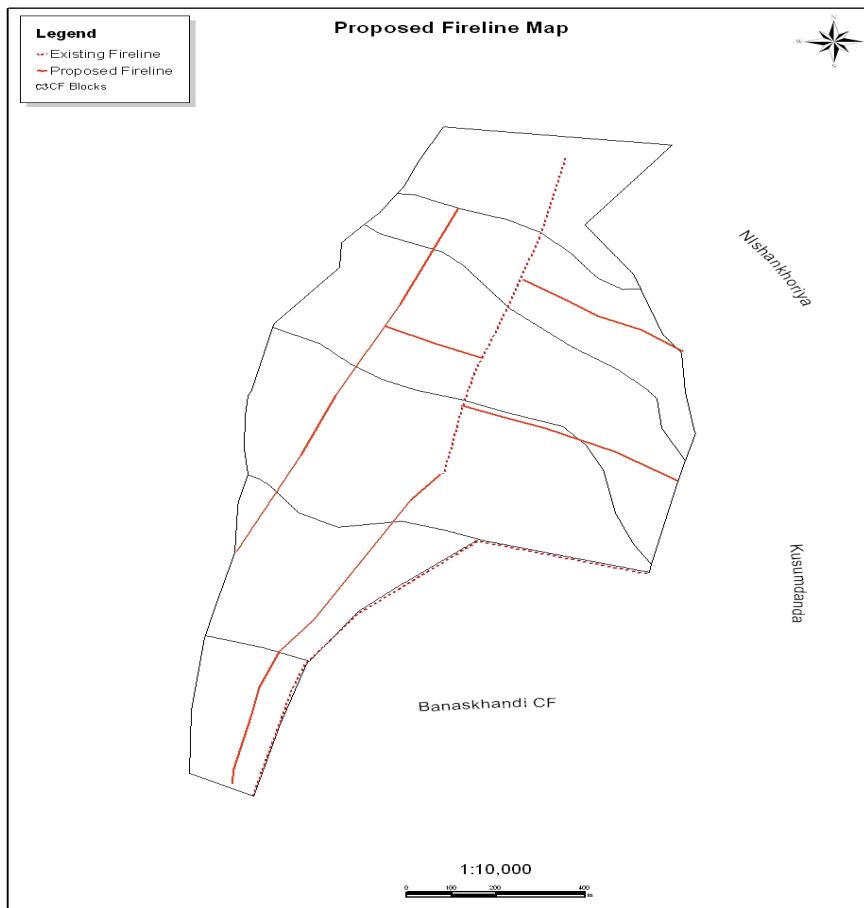 Proposed Fireline Map
Legend
Existing Fireline
Proposed Fireline
CF Blocks
N
W
E
S
NIshankhoriya
Kusumdanda
Banaskhandi CF
1:10,000
0 100 200 400
m